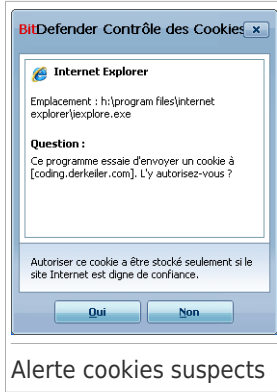 BitDefender Contrôle des Cookies
Internet Explorer
Emplacement : h:\program files\internet
explorer\iexplore.exe
Question :
Ce programme essaie d'envoyer un cookie à
[coding.derkeiler.com]. L'y autorisez-vous ?
Autoriser ce cookie a être stocké seulement si le
site Internet est digne de confiance.
Oui
Non
Alerte cookies suspects